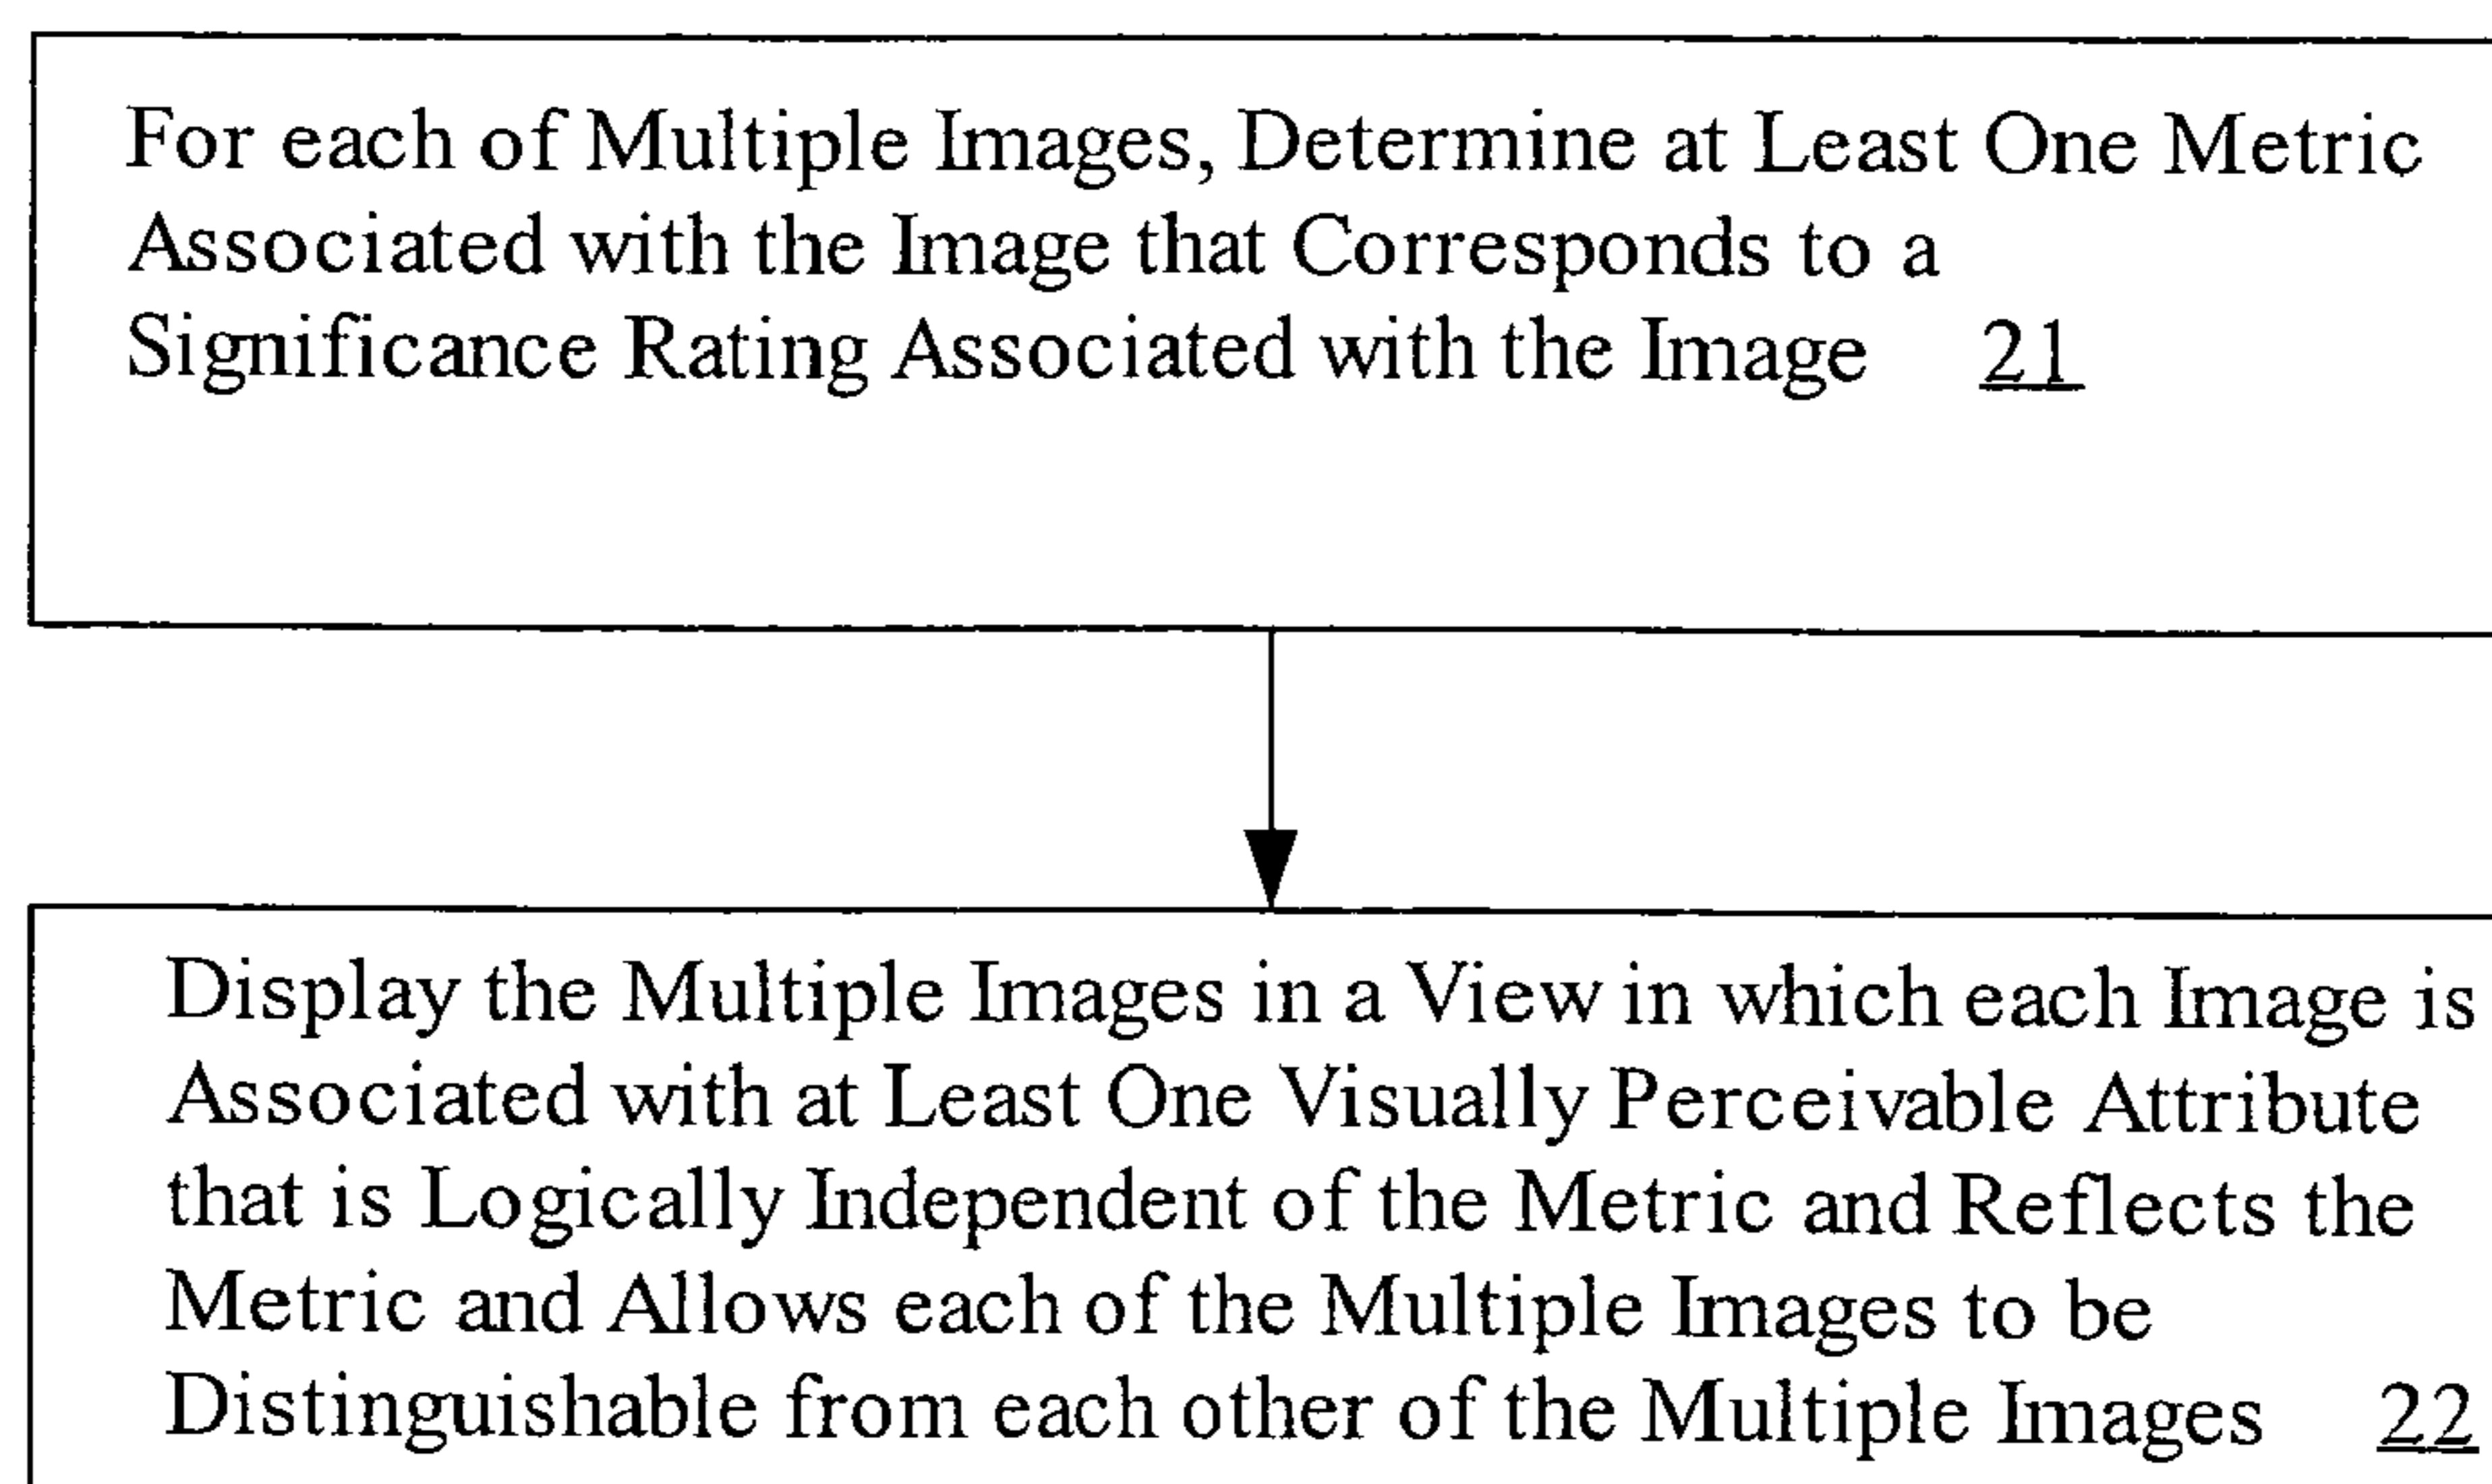 For each of Multiple Images, Determine at Least One Metric
Associated with the Image that Corresponds to a
Significance Rating Associated with the Image 21
Display the Multiple Images in a View in which each Image is
Associated with at Least One Visually Perceivable Attribute
that is Logically Independent of the Metric and Reflects the
Metric and Allows each of the Multiple Images to be
Distinguishable from each other of the Multiple Images 22